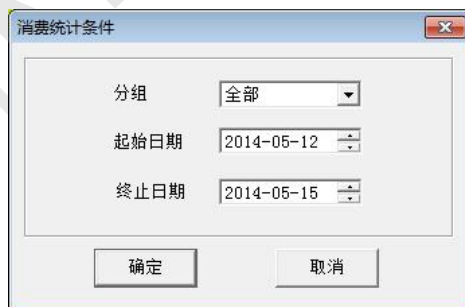 消费统计条件
分组 全部
起始日期 2014-05-12
终止日期 2014-05-15
确定 取消